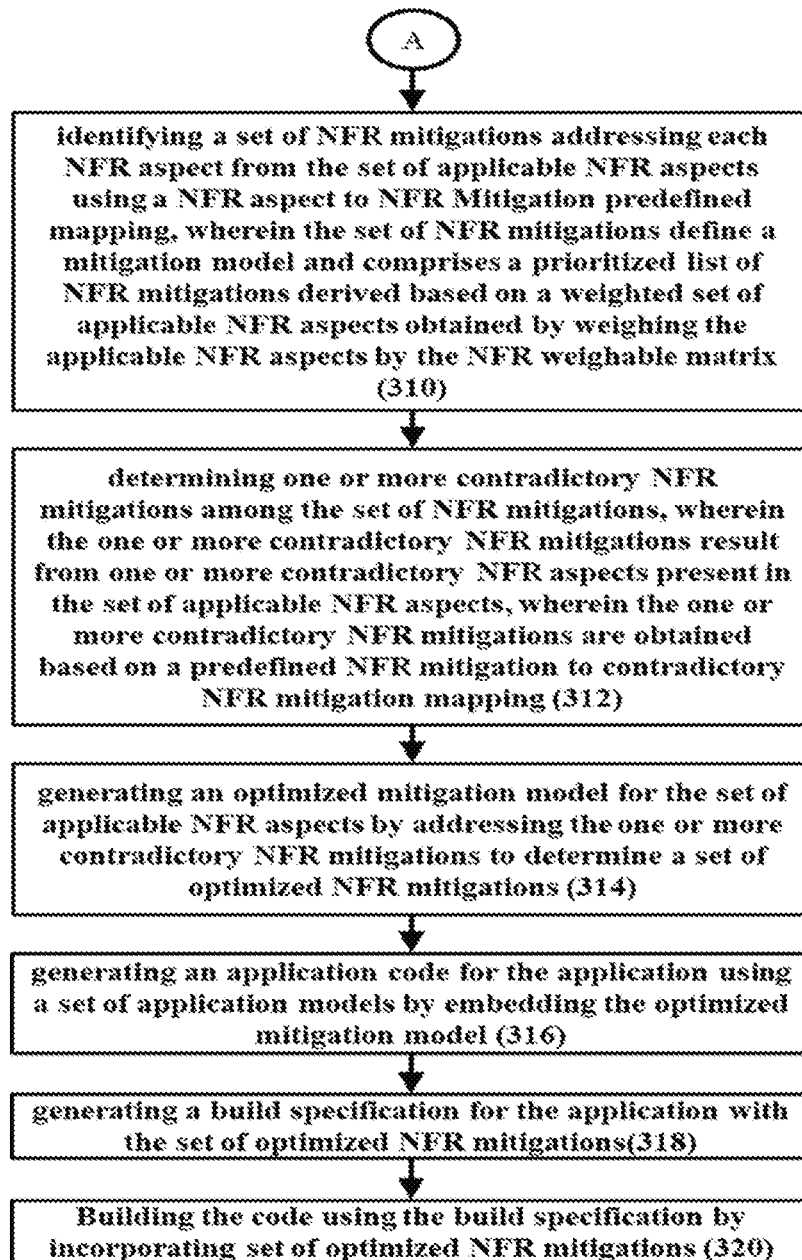 A
identifying a set of NFR mitigations addressing each
NFR aspect from the set of applicable NFR aspects
using a NFR aspect to NFR Mitigation predefined
mapping, wherein the set of NFR mitigations define a
mitigation model and comprises a prioritized list of
NFR mitigations derived based on a weighted set of
applicable NFR aspects obtained by weighing the
applicable NFR aspects by the NFR weighable matrix
(310)
determining one or more contradictory NFR
mitigations among the set of NFR mitigations, wherein
the one or more contradictory NFR mitigations result
from one or more contradictory NFR aspects present in
the set of applicable NFR aspects, wherein the one or
more contradictory NFR mitigations are obtained
based on a predefined NFR mitigation to contradictory
NFR mitigation mapping (312)
generating an optimized mitigation model for the set of
applicable NFR aspects by addressing the one or more
contradictory NFR mitigations to determine a set of
optimized NFR mitigations (314)
generating an application code for the application using
a set of application models by embedding the optimized
mitigation model (316)
generating a build specification for the application with
the set of optimized NFR mitigations(318)
Building the code using the build specification by
incorporating set of optimized NFR mitigations (320)